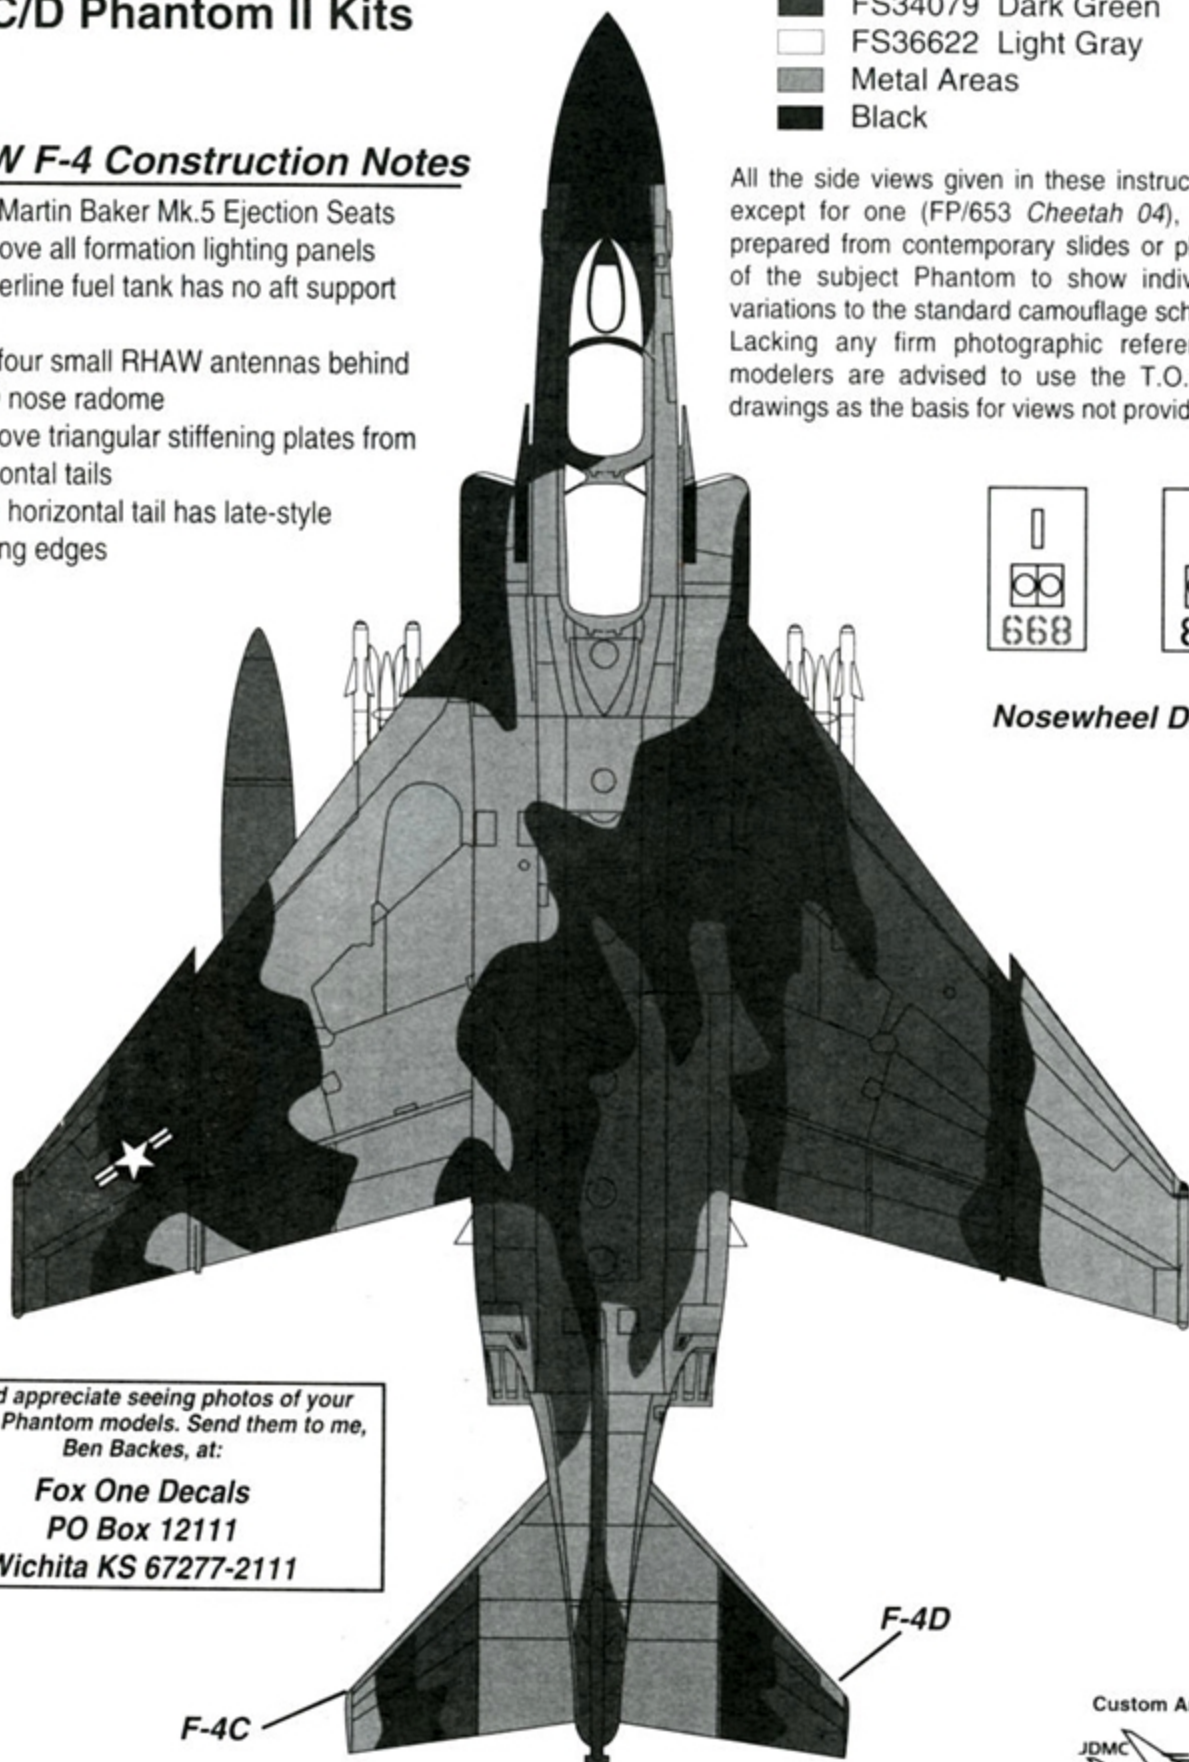 C/D Phantom II Kits
FS34079 Dark Green
FS36622 Light Gray
Metal Areas
Black
W F-4 Construction Notes
Martin Baker Mk.5 Ejection Seats
ove all formation lighting panels
erline fuel tank has no aft support
four small RHAW antennas behind
nose radome
ove triangular stiffening plates from
ontal tails
horizontal tail has late-style
ng edges
All the side views given in these instruc
except for one (FP/653 Cheetah 04),
prepared from contemporary slides or p
of the subject Phantom to show indiv
variations to the standard camouflage sch
Lacking any firm photographic refere
modelers are advised to use the T.O.
drawings as the basis for views not provid
668
8
Nosewheel D
d appreciate seeing photos of your
Phantom models. Send them to me,
Ben Backes, at:
Fox One Decals
PO Box 12111
Wichita KS 67277-2111
F-4C
F-4D
Custom A
JDMC